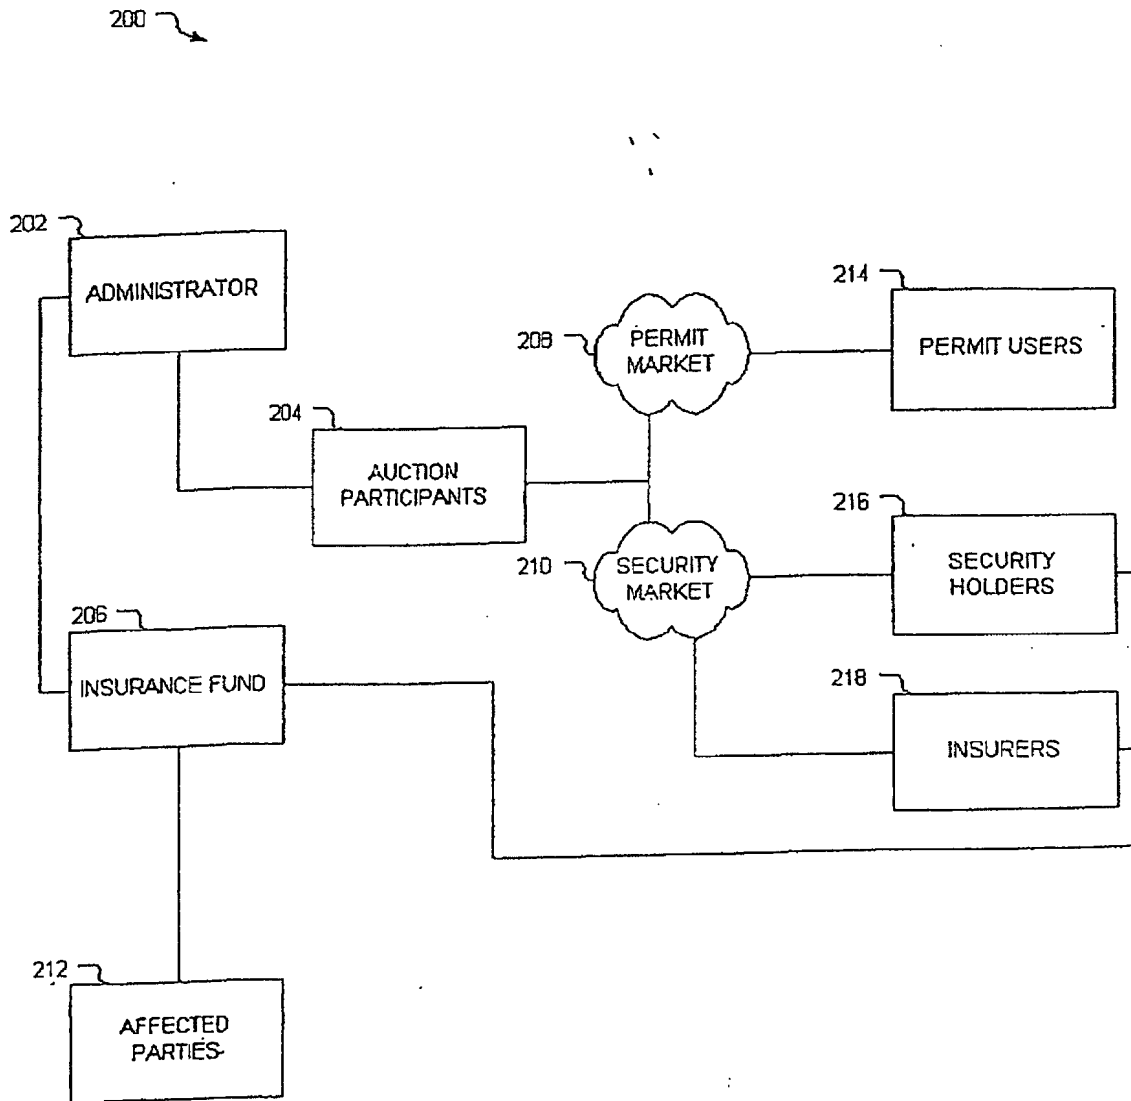 200
202
ADMINISTRATOR
204
AUCTION
PARTICIPANTS
206
INSURANCE FUND
212
AFFECTED
PARTIES
208
PERMIT
MARKET
210
SECURITY
MARKET
214
PERMIT USERS
216
SECURITY
HOLDERS
218
INSURERS